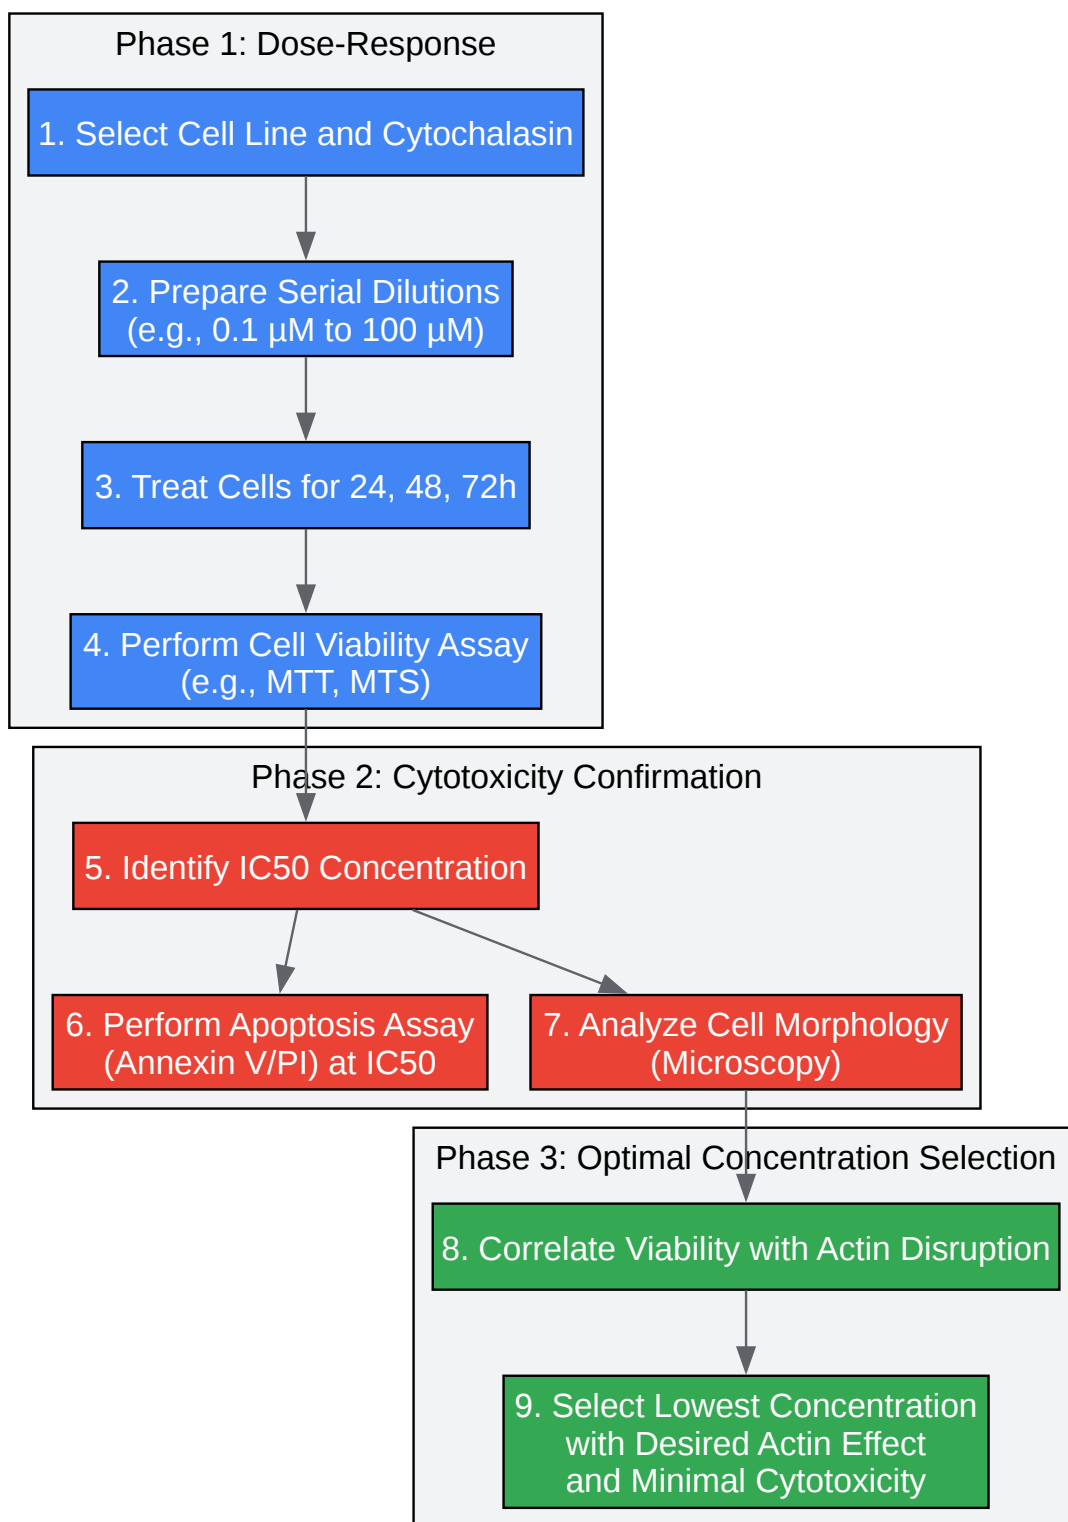 Phase 1: Dose-Response
1. Select Cell Line and Cytochalasin
2. Prepare Serial Dilutions
(e.g., 0.1 µM to 100 µM)
3. Treat Cells for 24, 48, 72h
4. Perform Cell Viability Assay
(e.g., MTT, MTS)
Phase 2: Cytotoxicity Confirmation
5. Identify IC50 Concentration
6. Perform Apoptosis Assay
(Annexin V/PI) at IC50
7. Analyze Cell Morphology
(Microscopy)
Phase 3: Optimal Concentration Selection
8. Correlate Viability with Actin Disruption
9. Select Lowest Concentration
with Desired Actin Effect
and Minimal Cytotoxicity